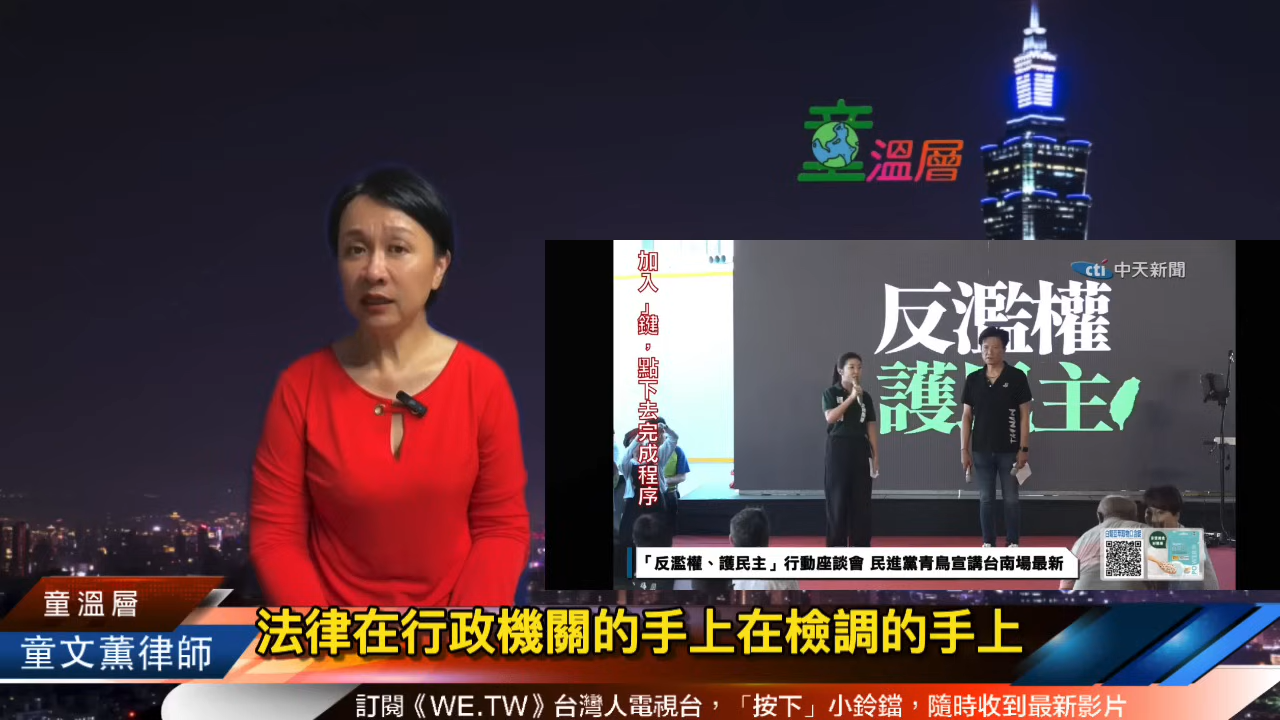 童溫層
cti 中天新聞
加入」鍵，點下去完成程序
反濫權
護民主
「反濫權、護民主」行動座談會 民進黨青鳥宣講台南場最新
童溫層
童文薰律師
法律在行政機關的手上在檢調的手上
訂閱《WE.TW》台灣人電視台，「按下」小鈴鐺，隨時收到最新影片